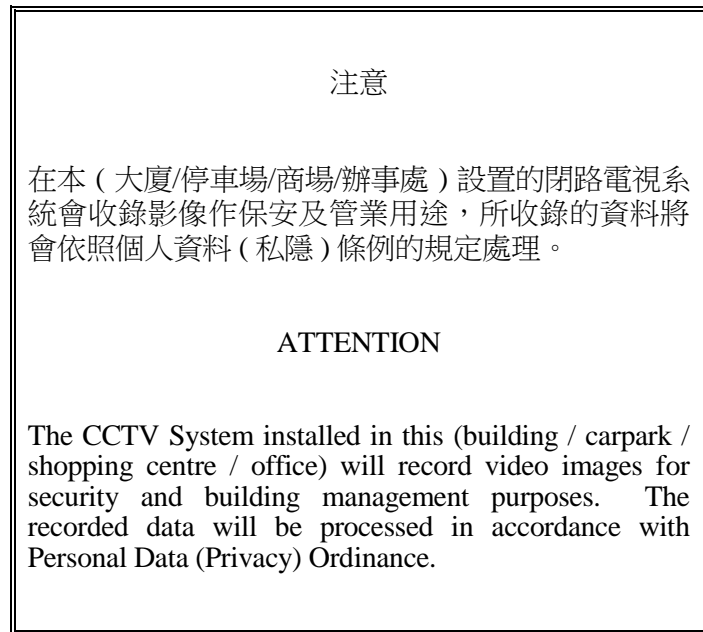 注意
在本 ( 大廈/停車場/商場/辦事處 ) 設置的閉路電視系
統會收錄影像作保安及管業用途，所收錄的資料將
會依照個人資料 ( 私隱 ) 條例的規定處理。
ATTENTION
The CCTV System installed in this (building / carpark /
shopping centre / office) will record video images for
security and building management purposes. The
recorded data will be processed in accordance with
Personal Data (Privacy) Ordinance.